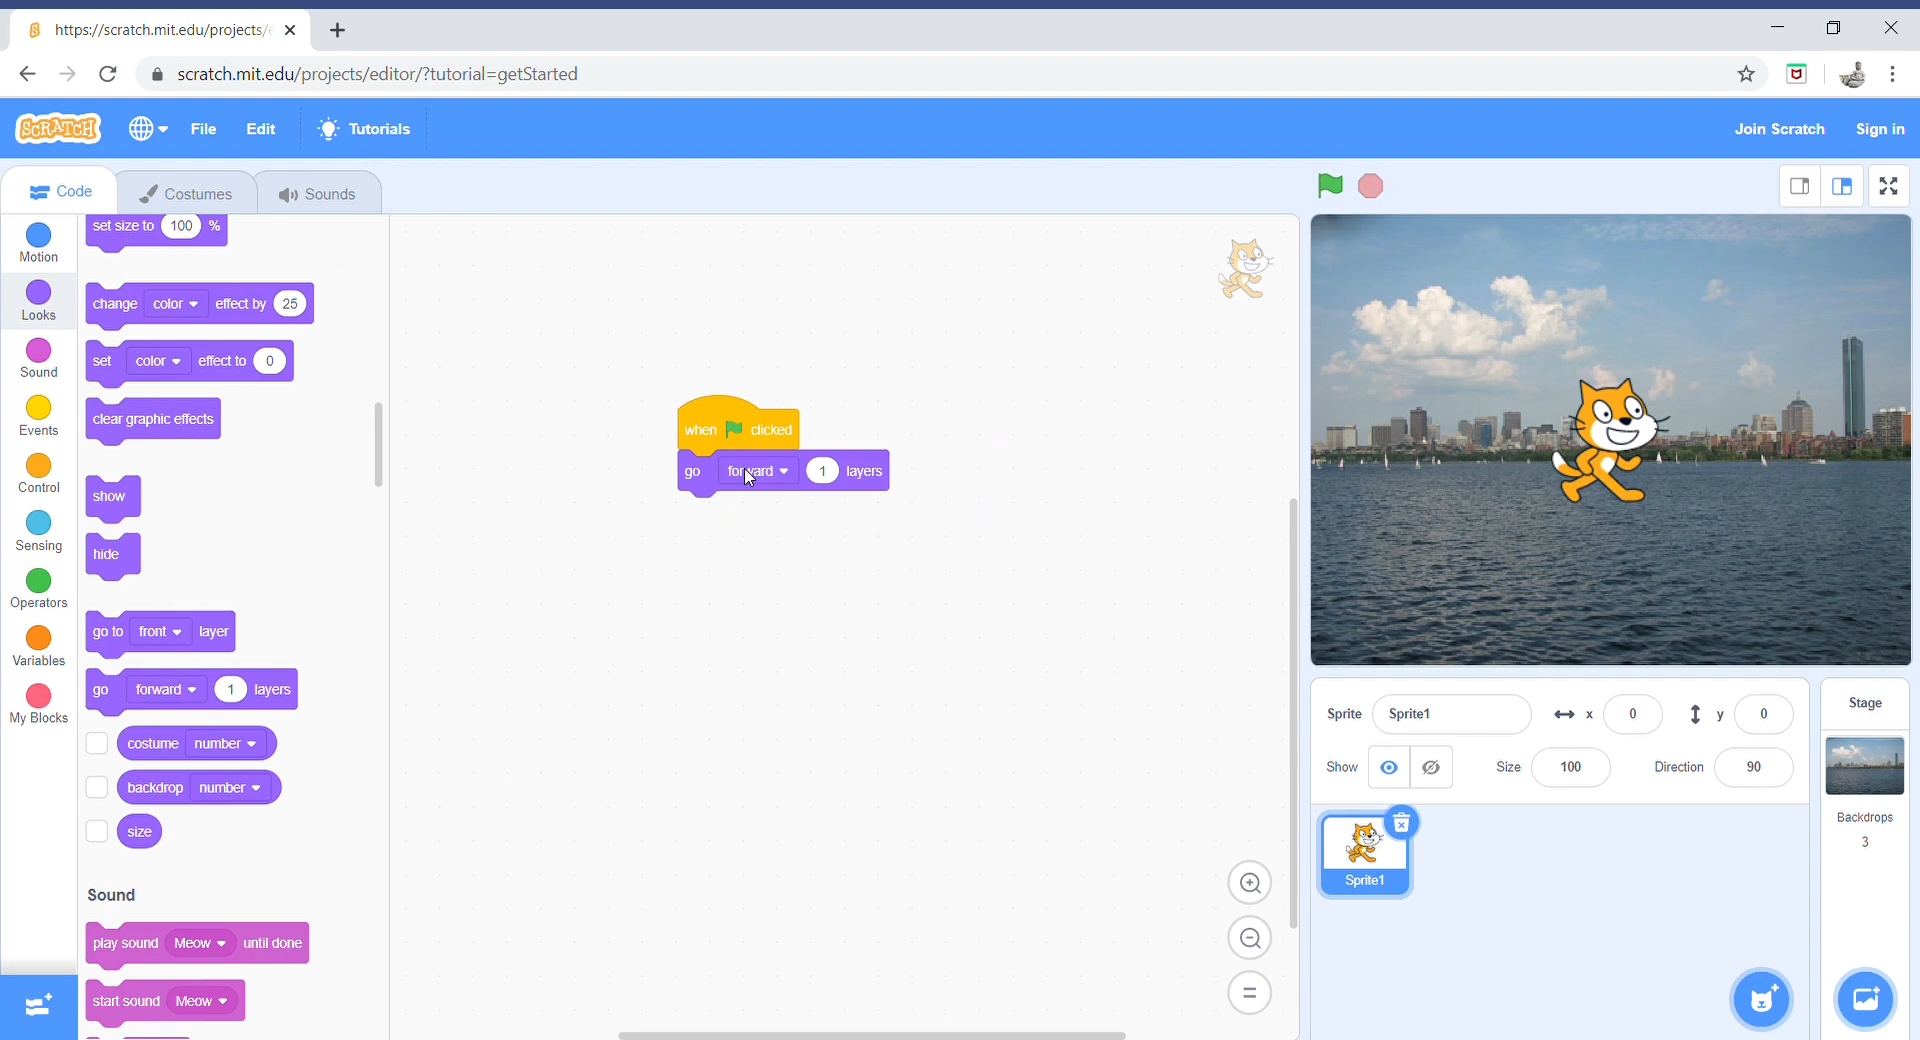 https://scratch.mit.edu/projects/e
scratch.mit.edu/projects/editor/?tutorial=getStarted
SCRATCH
File
Edit
Tutorials
Join Scratch
Sign in
Code
Costumes
Sounds
Motion
Looks
Sound
Events
Control
Sensing
Operators
Variables
My Blocks
set size to 100 %
change color effect by 25
set color effect to 0
clear graphic effects
show
hide
go to front layer
go forward 1 layers
costume number
backdrop number
size
Sound
play sound Meow until done
start sound Meow
when clicked
go forward 1 layers
Sprite Sprite1 x 0 y 0
Show Size 100 Direction 90
Sprite1
Stage
Backdrops
3